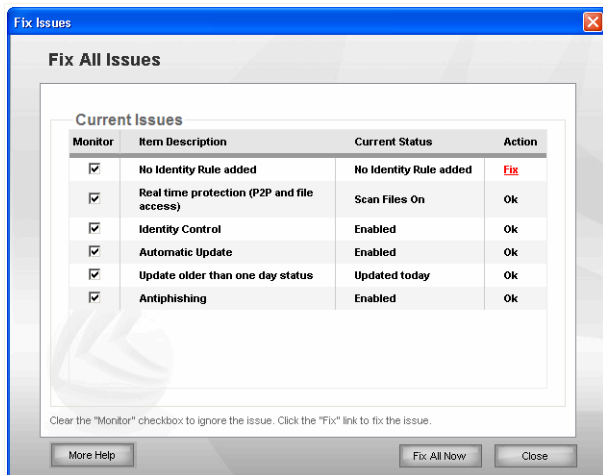 Fix Issues
Fix All Issues
Current Issues
Monitor Item Description Current Status Action
No Identity Rule added No Identity Rule added Fix
Real time protection (P2P and file
access) Scan Files On Ok
Identity Control Enabled Ok
Automatic Update Enabled Ok
Update older than one day status Updated today Ok
Antiphishing Enabled Ok
Clear the "Monitor" checkbox to ignore the issue. Click the "Fix" link to fix the issue.
More Help Fix All Now Close